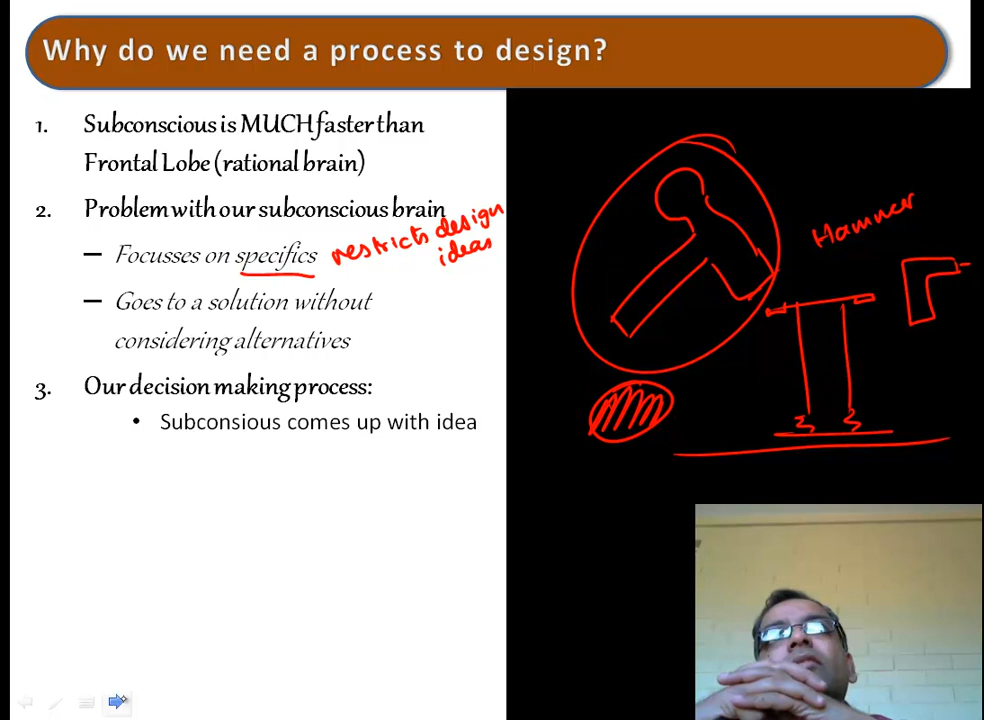 Why do we need a process to design?
1. Subconscious is MUCH faster than
Frontal Lobe (rational brain)
2. Problem with our subconscious brain
– Focusses on specifics restricts design
ideas
– Goes to a solution without
considering alternatives
3. Our decision making process:
• Subconsious comes up with idea
Hammer